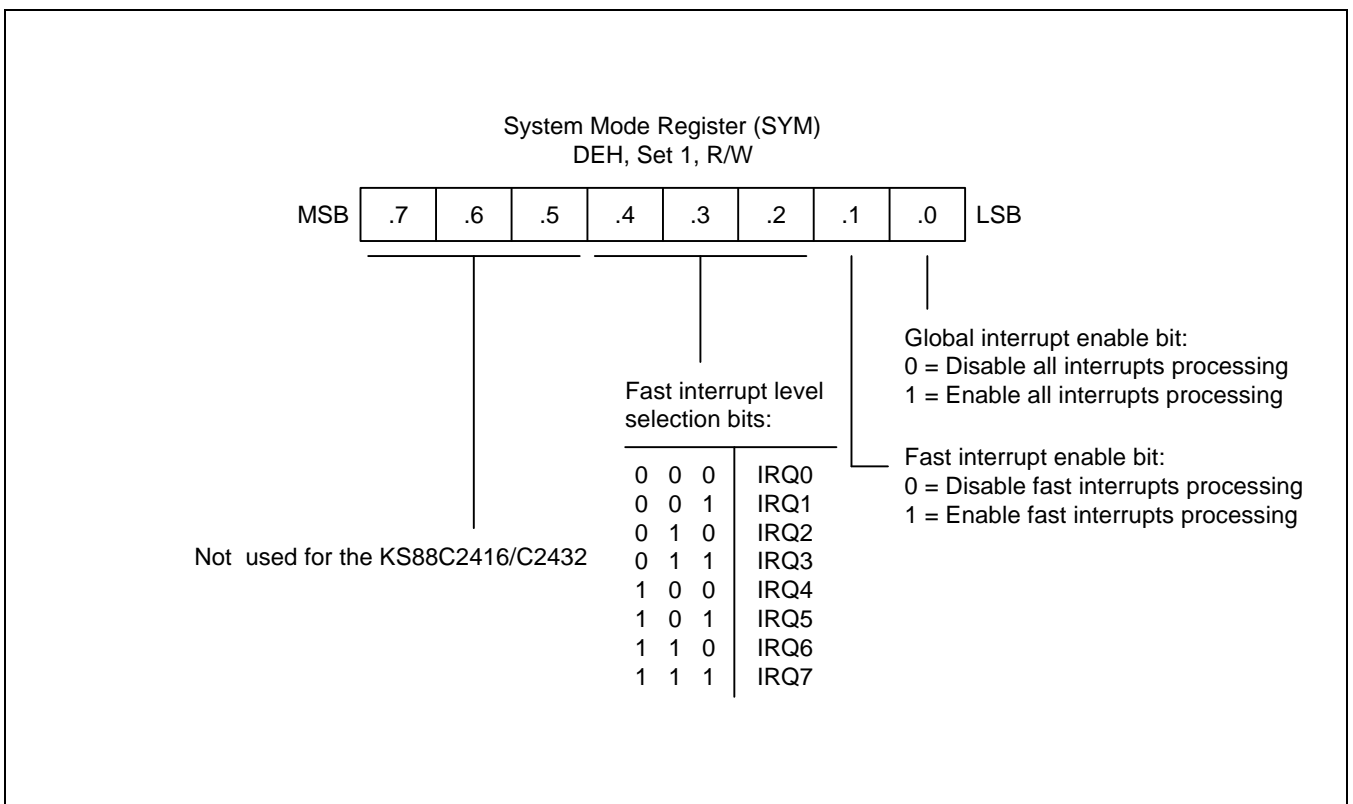 System Mode Register (SYM)
DEH, Set 1, R/W
MSB .7 .6 .5 .4 .3 .2 .1 .0 LSB
Global interrupt enable bit:
0 = Disable all interrupts processing
1 = Enable all interrupts processing
Fast interrupt enable bit:
0 = Disable fast interrupts processing
1 = Enable fast interrupts processing
Fast interrupt level
selection bits:
0 0 0 IRQ0
0 0 1 IRQ1
0 1 0 IRQ2
0 1 1 IRQ3
1 0 0 IRQ4
1 0 1 IRQ5
1 1 0 IRQ6
1 1 1 IRQ7
Not used for the KS88C2416/C2432